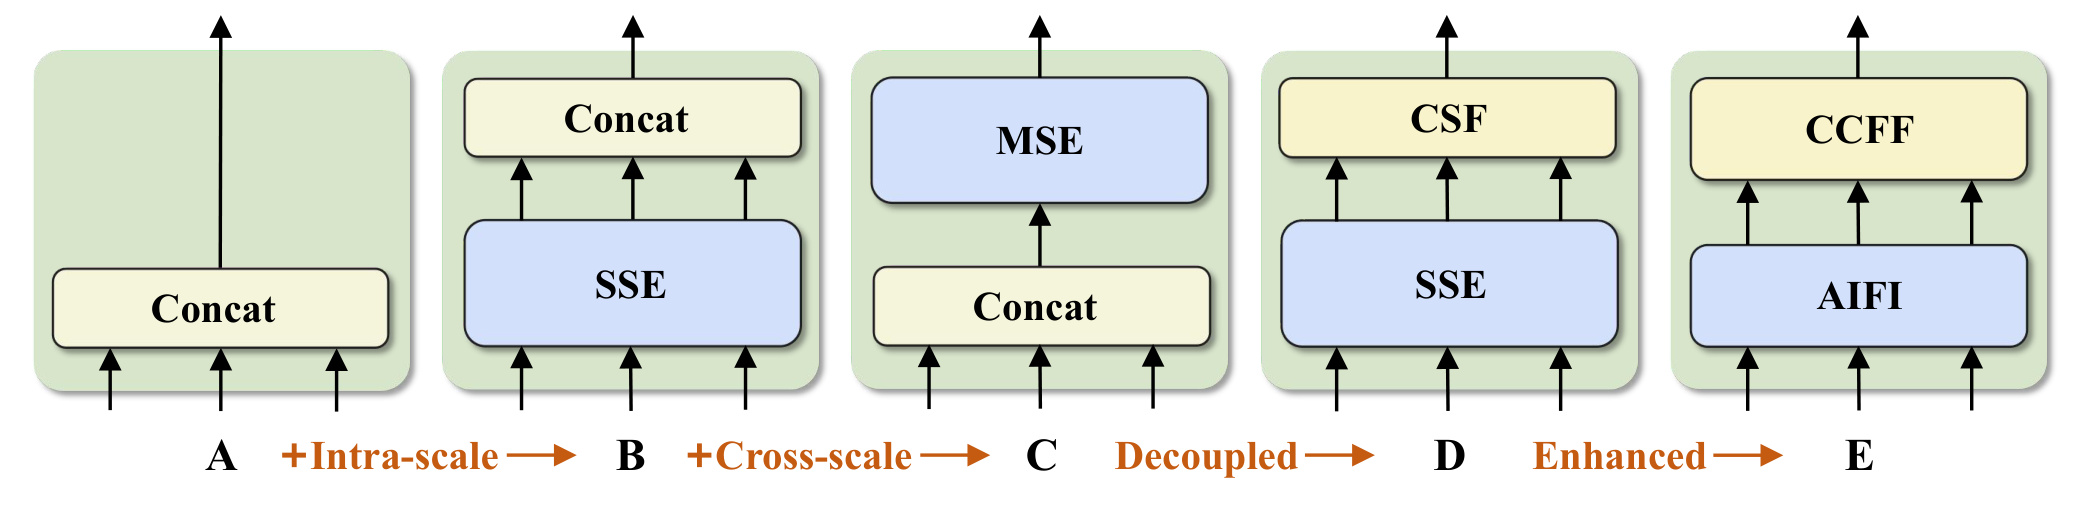 Concat
Concat
SSE
MSE
Concat
CSF
SSE
CCFF
AIFI
A +Intra-scale B +Cross-scale C Decoupled D Enhanced E